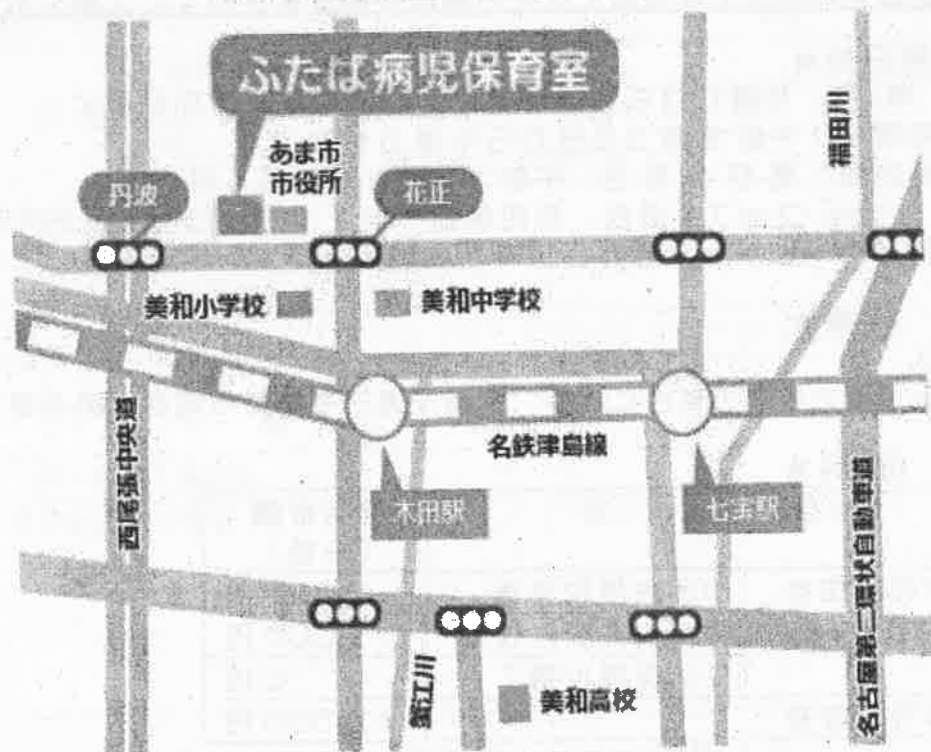 ふたば病児保育室
福田川
あま市
市役所
丹波
花正
美和小学校
美和中学校
名鉄津島線
西尾張中央道
木田駅
七宝駅
名古屋第二環状自動車道
蟹江川
美和高校